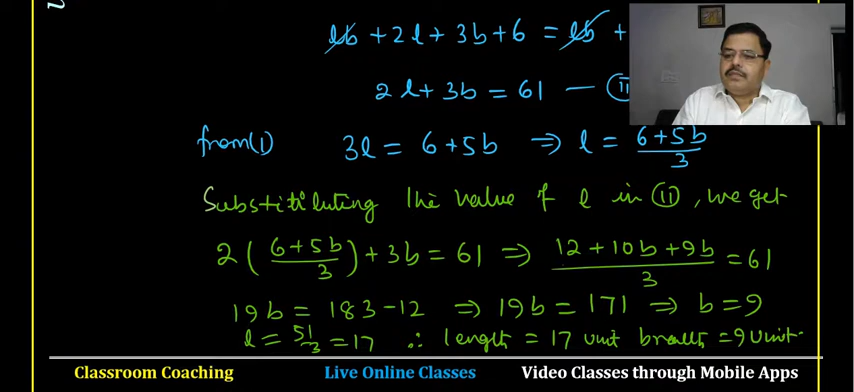 lb + 2l + 3b + 6 = lb +
2l + 3b = 61 — (II)
from (1) 3l = 6 + 5b ⇒ l = (6+5b)/3
Substituting the value of l in (II), we get
2 ( (6+5b)/3 ) + 3b = 61 ⇒ (12 + 10b + 9b)/3 = 61
19b = 183 - 12 ⇒ 19b = 171 ⇒ b = 9
l = 51/3 = 17 ∴ length = 17 unit breadth = 9 unit
Classroom Coaching Live Online Classes Video Classes through Mobile Apps